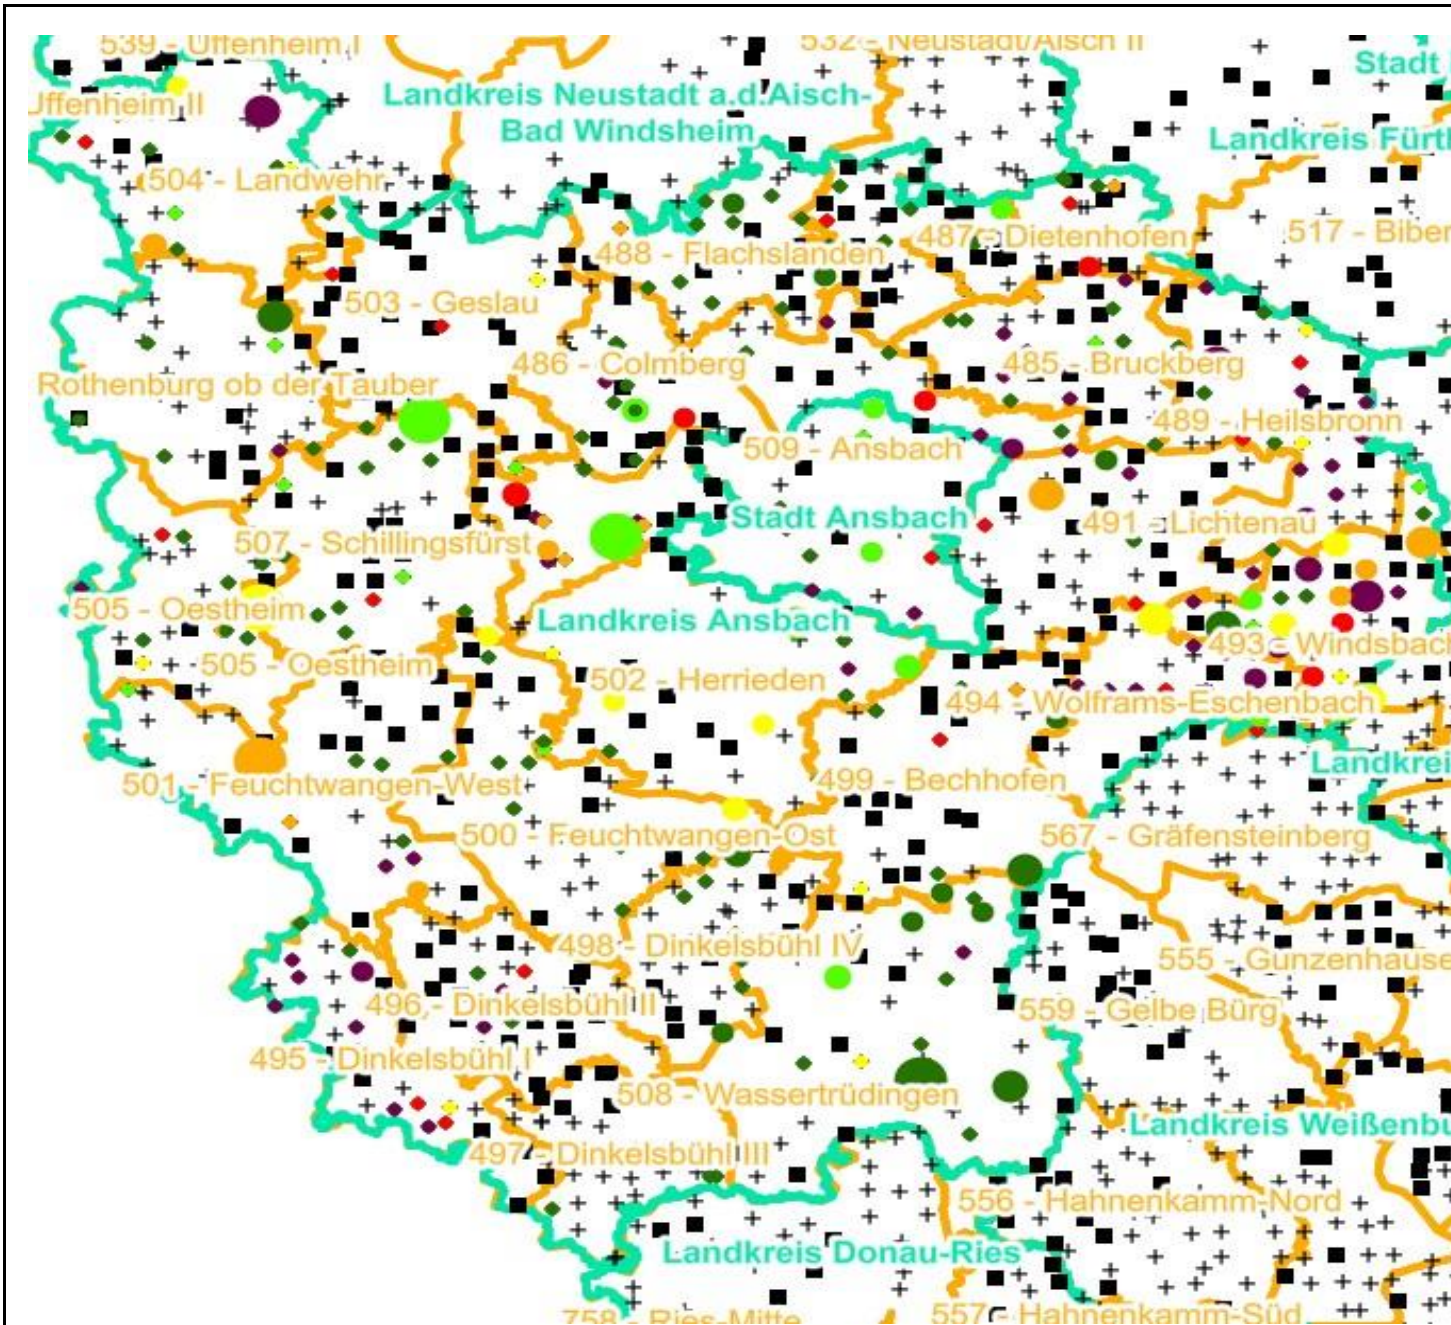 539 - Uffenheim I
532 - Neustadt/Aisch II
Stadt
Uffenheim II
Landkreis Neustadt a.d.Aisch-
Bad Windsheim
Landkreis Fürth
504 - Landwehr
488 - Flachslanden
487 - Dietenhofen
517 - Biber
503 - Geslau
486 - Colmberg
485 - Bruckberg
Rothenburg ob der Tauber
489 - Heilsbronn
509 - Ansbach
Stadt Ansbach
491 - Lichtenau
507 - Schillingsfürst
505 - Oestheim
Landkreis Ansbach
493 - Windsbach
505 - Oestheim
502 - Herrieden
494 - Wolframs-Eschenbach
Landkrei
501 - Feuchtwangen-West
499 - Bechhofen
500 - Feuchtwangen-Ost
567 - Gräfensteinberg
498 - Dinkelsbühl IV
555 - Gunzenhause
496 - Dinkelsbühl II
559 - Gelbe Bürg
495 - Dinkelsbühl I
508 - Wassertrüdingen
Landkreis Weißenbu
497 - Dinkelsbühl III
556 - Hahnenkamm-Nord
Landkreis Donau-Ries
758 - Ries-Mitte
557 - Hahnenkamm-Süd